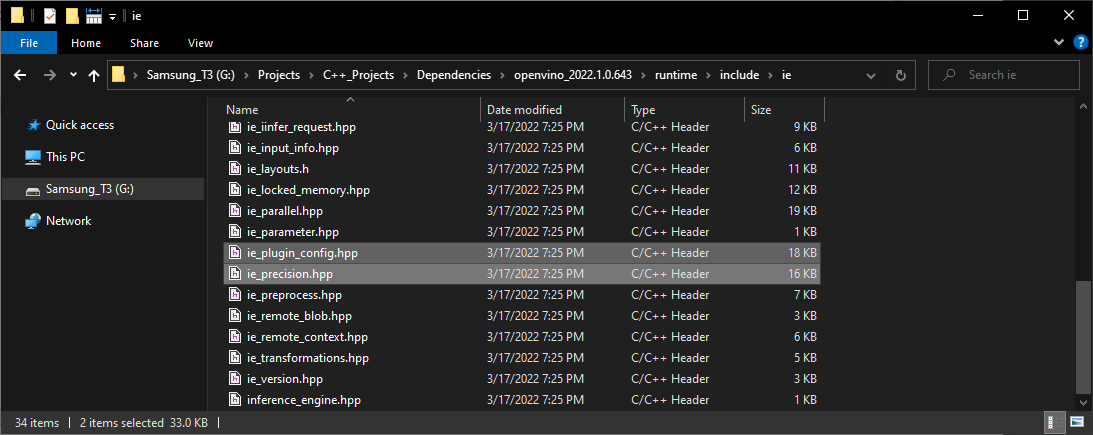 ie
File Home Share View
Samsung_T3 (G:) Projects C++_Projects Dependencies openvino_2022.1.0.643 runtime include ie Search ie
Quick access
This PC
Samsung_T3 (G:)
Network
Name Date modified Type Size
ie_iinfer_request.hpp 3/17/2022 7:25 PM C/C++ Header 9 KB
ie_input_info.hpp 3/17/2022 7:25 PM C/C++ Header 6 KB
ie_layouts.h 3/17/2022 7:25 PM C/C++ Header 11 KB
ie_locked_memory.hpp 3/17/2022 7:25 PM C/C++ Header 12 KB
ie_parallel.hpp 3/17/2022 7:25 PM C/C++ Header 19 KB
ie_parameter.hpp 3/17/2022 7:25 PM C/C++ Header 1 KB
ie_plugin_config.hpp 3/17/2022 7:25 PM C/C++ Header 18 KB
ie_precision.hpp 3/17/2022 7:25 PM C/C++ Header 16 KB
ie_preprocess.hpp 3/17/2022 7:25 PM C/C++ Header 7 KB
ie_remote_blob.hpp 3/17/2022 7:25 PM C/C++ Header 3 KB
ie_remote_context.hpp 3/17/2022 7:25 PM C/C++ Header 6 KB
ie_transformations.hpp 3/17/2022 7:25 PM C/C++ Header 5 KB
ie_version.hpp 3/17/2022 7:25 PM C/C++ Header 3 KB
inference_engine.hpp 3/17/2022 7:25 PM C/C++ Header 1 KB
34 items 2 items selected 33.0 KB